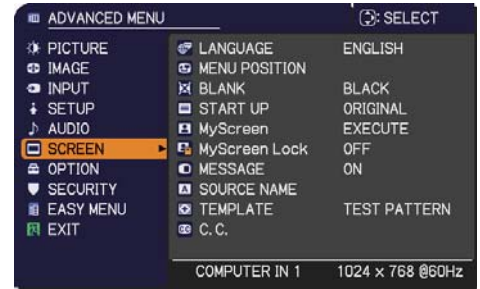 ADVANCED MENU : SELECT
PICTURE
IMAGE
INPUT
SETUP
AUDIO
SCREEN
OPTION
SECURITY
EASY MENU
EXIT
LANGUAGE ENGLISH
MENU POSITION
BLANK BLACK
START UP ORIGINAL
MyScreen EXECUTE
MyScreen Lock OFF
MESSAGE ON
SOURCE NAME
TEMPLATE TEST PATTERN
C.C.
COMPUTER IN 1 1024 x 768 @60Hz